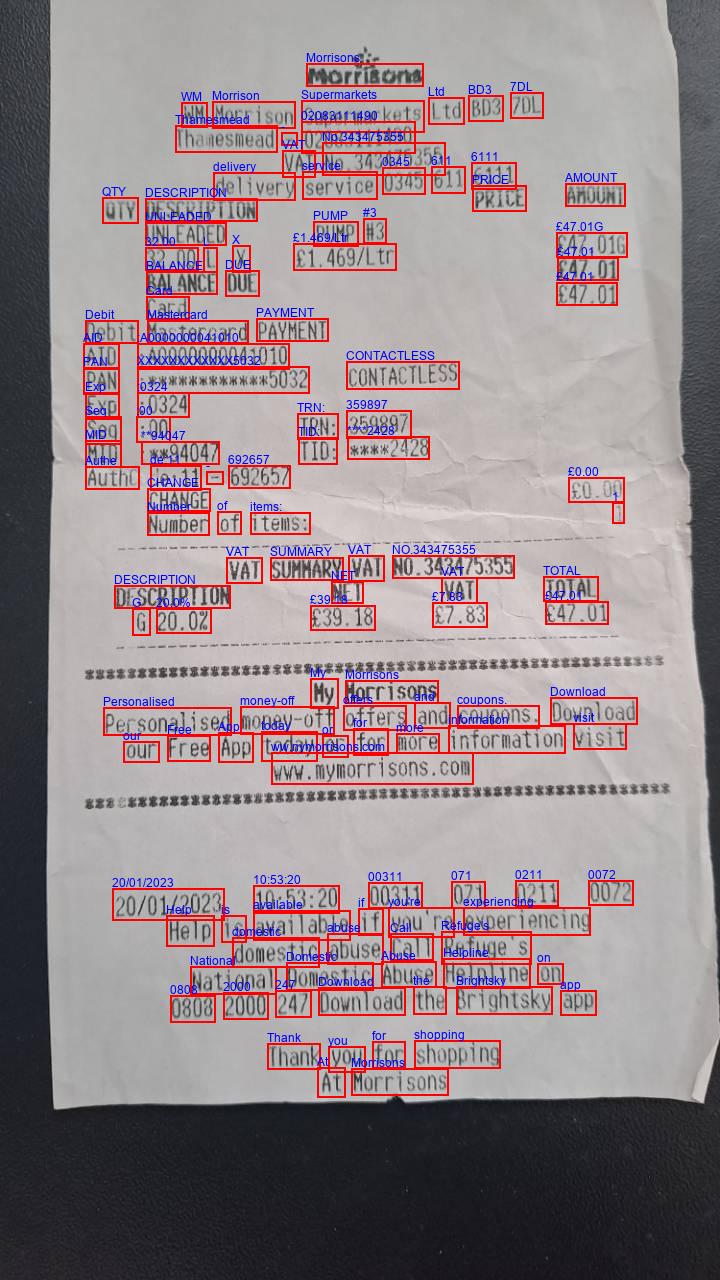 Morrisons
WM Morrison Supermarkets Ltd BD3 7DL
Thamesmead - 02083111490
VAT No.343475355
delivery service 0345 611 6111
QTY DESCRIPTION PRICE AMOUNT
UNLEADED PUMP #3 £47.01G
32.00 L X £1.469/Ltr
BALANCE DUE £47.01
Card £47.01
Debit Mastercard PAYMENT
AID :A0000000041010
PAN :************5032 CONTACTLESS
Exp :0324
Seq :00 TRN: 359897
MID :**94047 TID: ****2428
AuthC 692657
CHANGE £0.00
Number of items: 1
VAT SUMMARY VAT NO.343475355
DESCRIPTION NET VAT TOTAL
G 20.0% £39.18 £7.83 £47.01
My Morrisons
Personalised money-off offers and coupons. Download
our Free App today or for more information visit
www.mymorrisons.com
20/01/2023 10:53:20 00311 071 0211 0072
Help is available if you're experiencing
domestic abuse Call Refuge's
National Domestic Abuse Helpline on
0808 2000 247 Download the Brightsky app
Thank you for shopping
At Morrisons